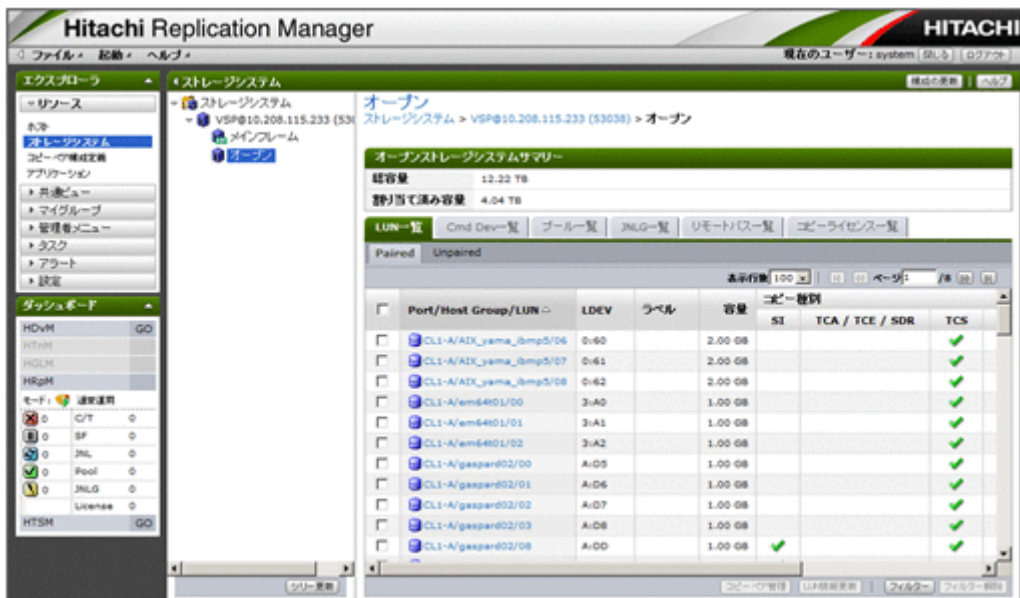 Hitachi Replication Manager
HITACHI
ファイル 起動 ヘルプ
現在のユーザー: system 閉じる ログアウト
エクスプローラ
リソース
ホスト
ストレージシステム
コピーペア構成定義
アプリケーション
共通ビュー
マイグループ
管理者メニュー
タスク
アラート
設定
ダッシュボード
HDvM GO
HTnM
HGLM
HRpM
モード: 通常運用
0 C/T 0
0 SF 0
0 JNL 0
0 Pool 0
0 JNLG 0
License 0
HTSM GO
ストレージシステム
構成の更新 ヘルプ
ストレージシステム
VSP@10.208.115.233 (530
メインフレーム
オープン
ツリー更新
オープン
ストレージシステム > VSP@10.208.115.233 (53038) > オープン
オープンストレージシステムサマリー
総容量 12.22 TB
割り当て済み容量 4.04 TB
LUN一覧 Cmd Dev一覧 プール一覧 JNLG一覧 リモートパス一覧 コピーライセンス一覧
Paired Unpaired
表示行数 100 ページ 1 /8
Port/Host Group/LUN LDEV ラベル 容量 コピー種別
SI TCA / TCE / SDR TCS
CL1-A/AIX_yama_ibmp5/06 0:60 2.00 GB
CL1-A/AIX_yama_ibmp5/07 0:61 2.00 GB
CL1-A/AIX_yama_ibmp5/08 0:62 2.00 GB
CL1-A/em64t01/00 3:A0 1.00 GB
CL1-A/em64t01/01 3:A1 1.00 GB
CL1-A/em64t01/02 3:A2 1.00 GB
CL1-A/gaspard02/00 A:D5 1.00 GB
CL1-A/gaspard02/01 A:D6 1.00 GB
CL1-A/gaspard02/02 A:D7 1.00 GB
CL1-A/gaspard02/03 A:D8 1.00 GB
CL1-A/gaspard02/08 A:DD 1.00 GB
コピーペア管理 LUN情報更新 フィルター フィルター解除